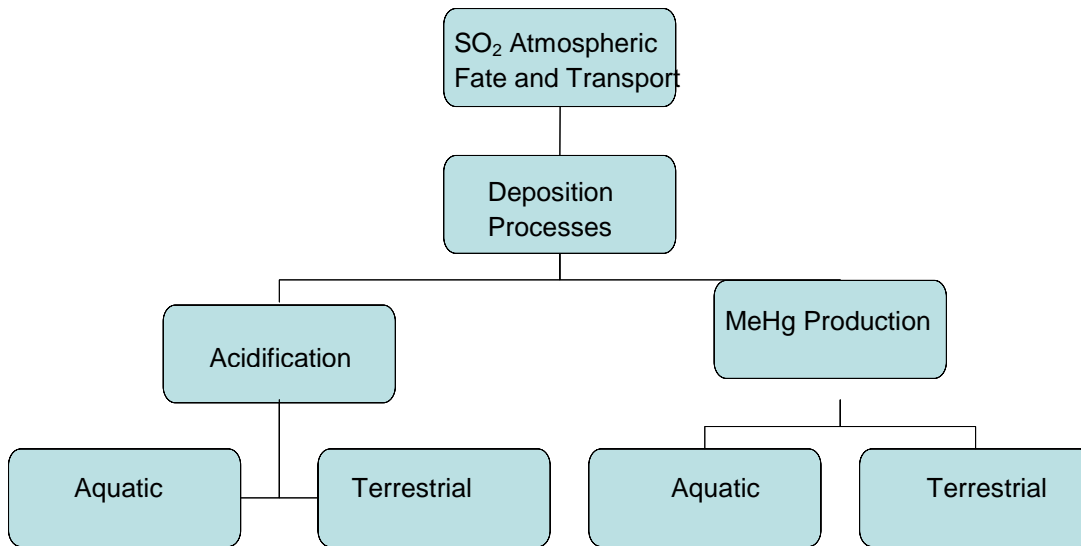 SO₂ Atmospheric
Fate and Transport
Deposition
Processes
MeHg Production
Acidification
Aquatic
Terrestrial
Aquatic
Terrestrial